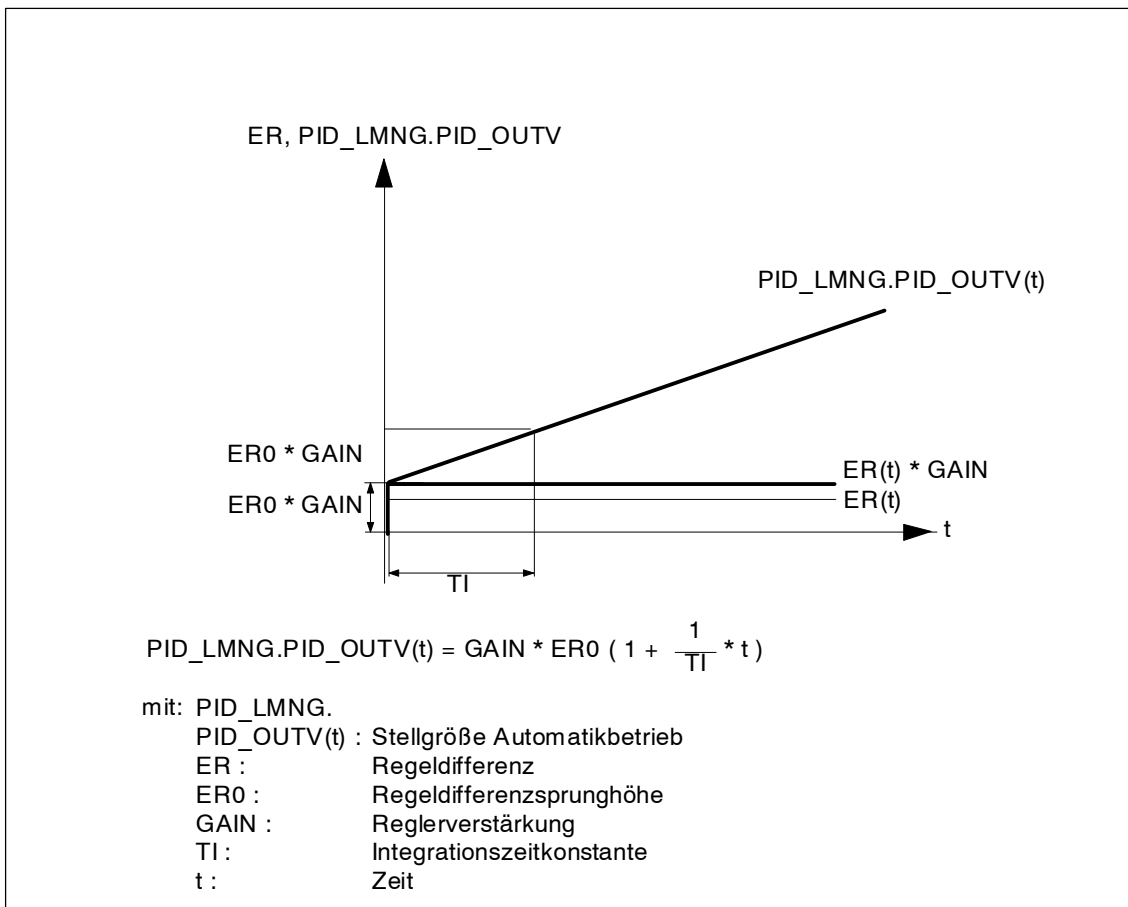 ER, PID_LMNG.PID_OUTV
PID_LMNG.PID_OUTV(t)
ER0 * GAIN
ER(t) * GAIN
ER0 * GAIN
ER(t)
t
TI
PID_LMNG.PID_OUTV(t) = GAIN * ER0 ( 1 + 1/TI * t )
mit: PID_LMNG.
PID_OUTV(t) : Stellgröße Automatikbetrieb
ER : Regeldifferenz
ER0 : Regeldifferenzsprunghöhe
GAIN : Reglerverstärkung
TI : Integrationszeitkonstante
t : Zeit